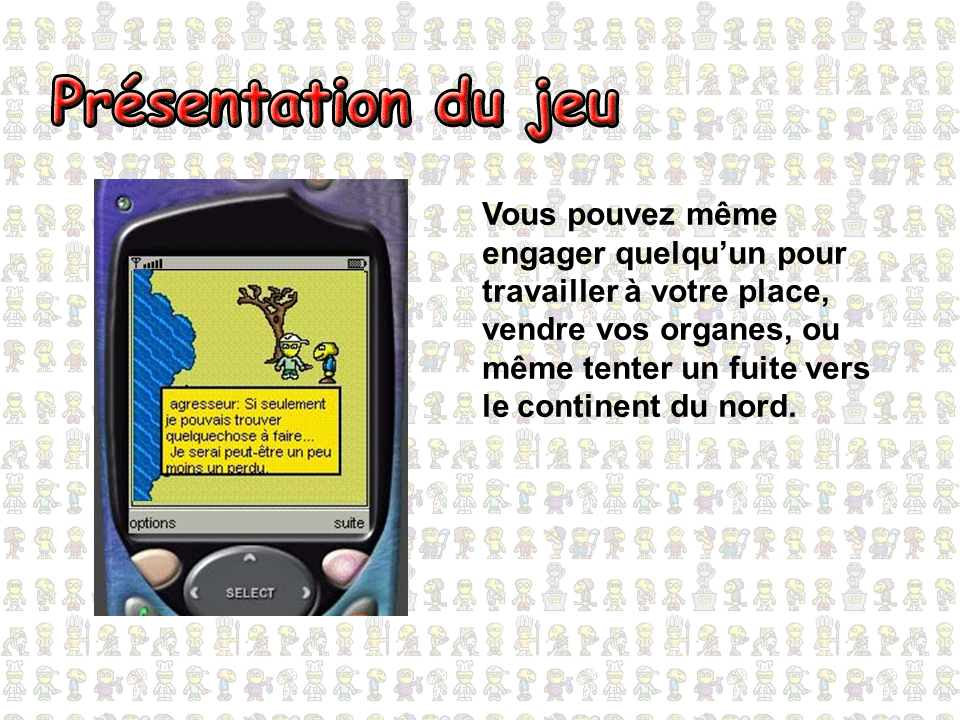 Présentation du jeu
Vous pouvez même
engager quelqu’un pour
travailler à votre place,
vendre vos organes, ou
même tenter un fuite vers
le continent du nord.
agresseur: Si seulement
je pouvais trouver
quelquechose à faire...
Je serai peut-être un peu
moins un perdu.
options suite
SELECT